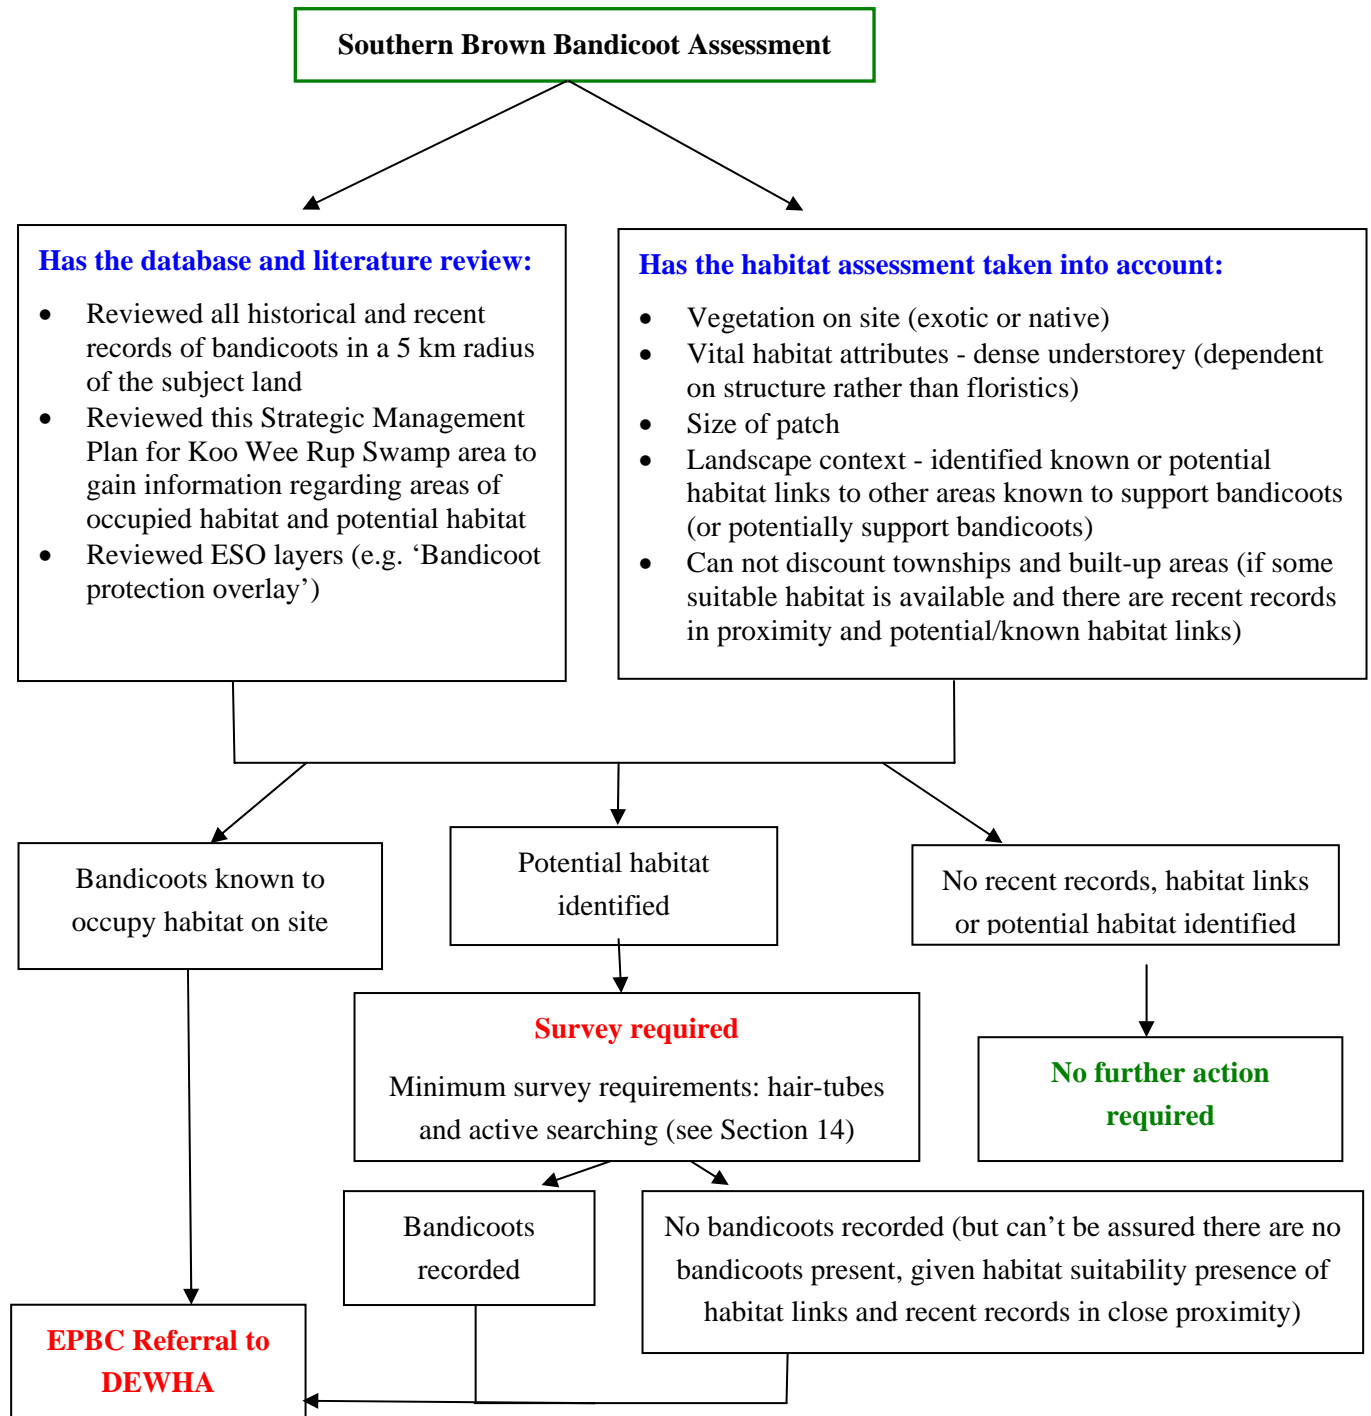 Southern Brown Bandicoot Assessment
Has the database and literature review:
• Reviewed all historical and recent
records of bandicoots in a 5 km radius
of the subject land
• Reviewed this Strategic Management
Plan for Koo Wee Rup Swamp area to
gain information regarding areas of
occupied habitat and potential habitat
• Reviewed ESO layers (e.g. ‘Bandicoot
protection overlay’)
Has the habitat assessment taken into account:
• Vegetation on site (exotic or native)
• Vital habitat attributes - dense understorey (dependent
on structure rather than floristics)
• Size of patch
• Landscape context - identified known or potential
habitat links to other areas known to support bandicoots
(or potentially support bandicoots)
• Can not discount townships and built-up areas (if some
suitable habitat is available and there are recent records
in proximity and potential/known habitat links)
Bandicoots known to
occupy habitat on site
Potential habitat
identified
No recent records, habitat links
or potential habitat identified
Survey required
Minimum survey requirements: hair-tubes
and active searching (see Section 14)
No further action
required
Bandicoots
recorded
No bandicoots recorded (but can’t be assured there are no
bandicoots present, given habitat suitability presence of
habitat links and recent records in close proximity)
EPBC Referral to
DEWHA